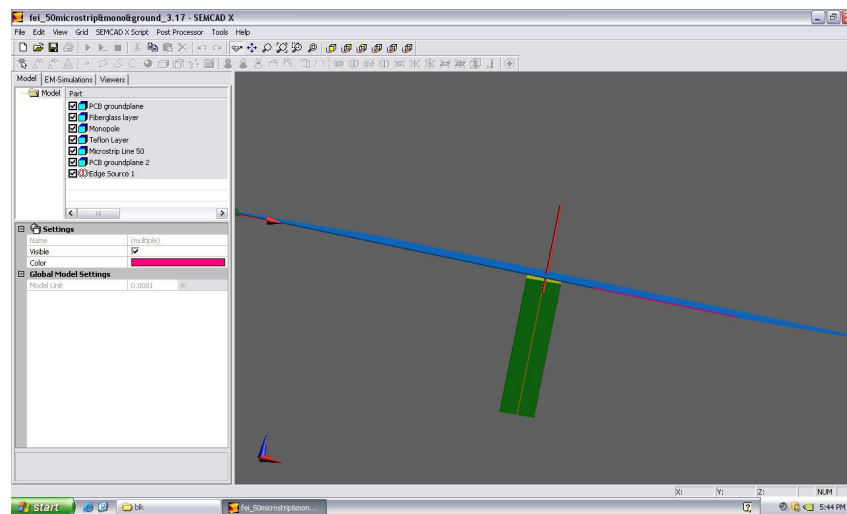 fei_50microstrip&mono&ground_3.17 - SEMCAD X
File Edit View Grid SEMCAD X Script Post Processor Tools Help
Model EM-Simulations Viewers
Model Part
PCB groundplane
Fiberglass layer
Monopole
Teflon Layer
Microstrip Line 50
PCB groundplane 2
Edge Source 1
Settings
Name (multiple)
Visible
Color
Global Model Settings
Model Unit 0.0001 m
X: Y: Z: NUM
start blk fei_50microstrip&mon... 5:44 PM